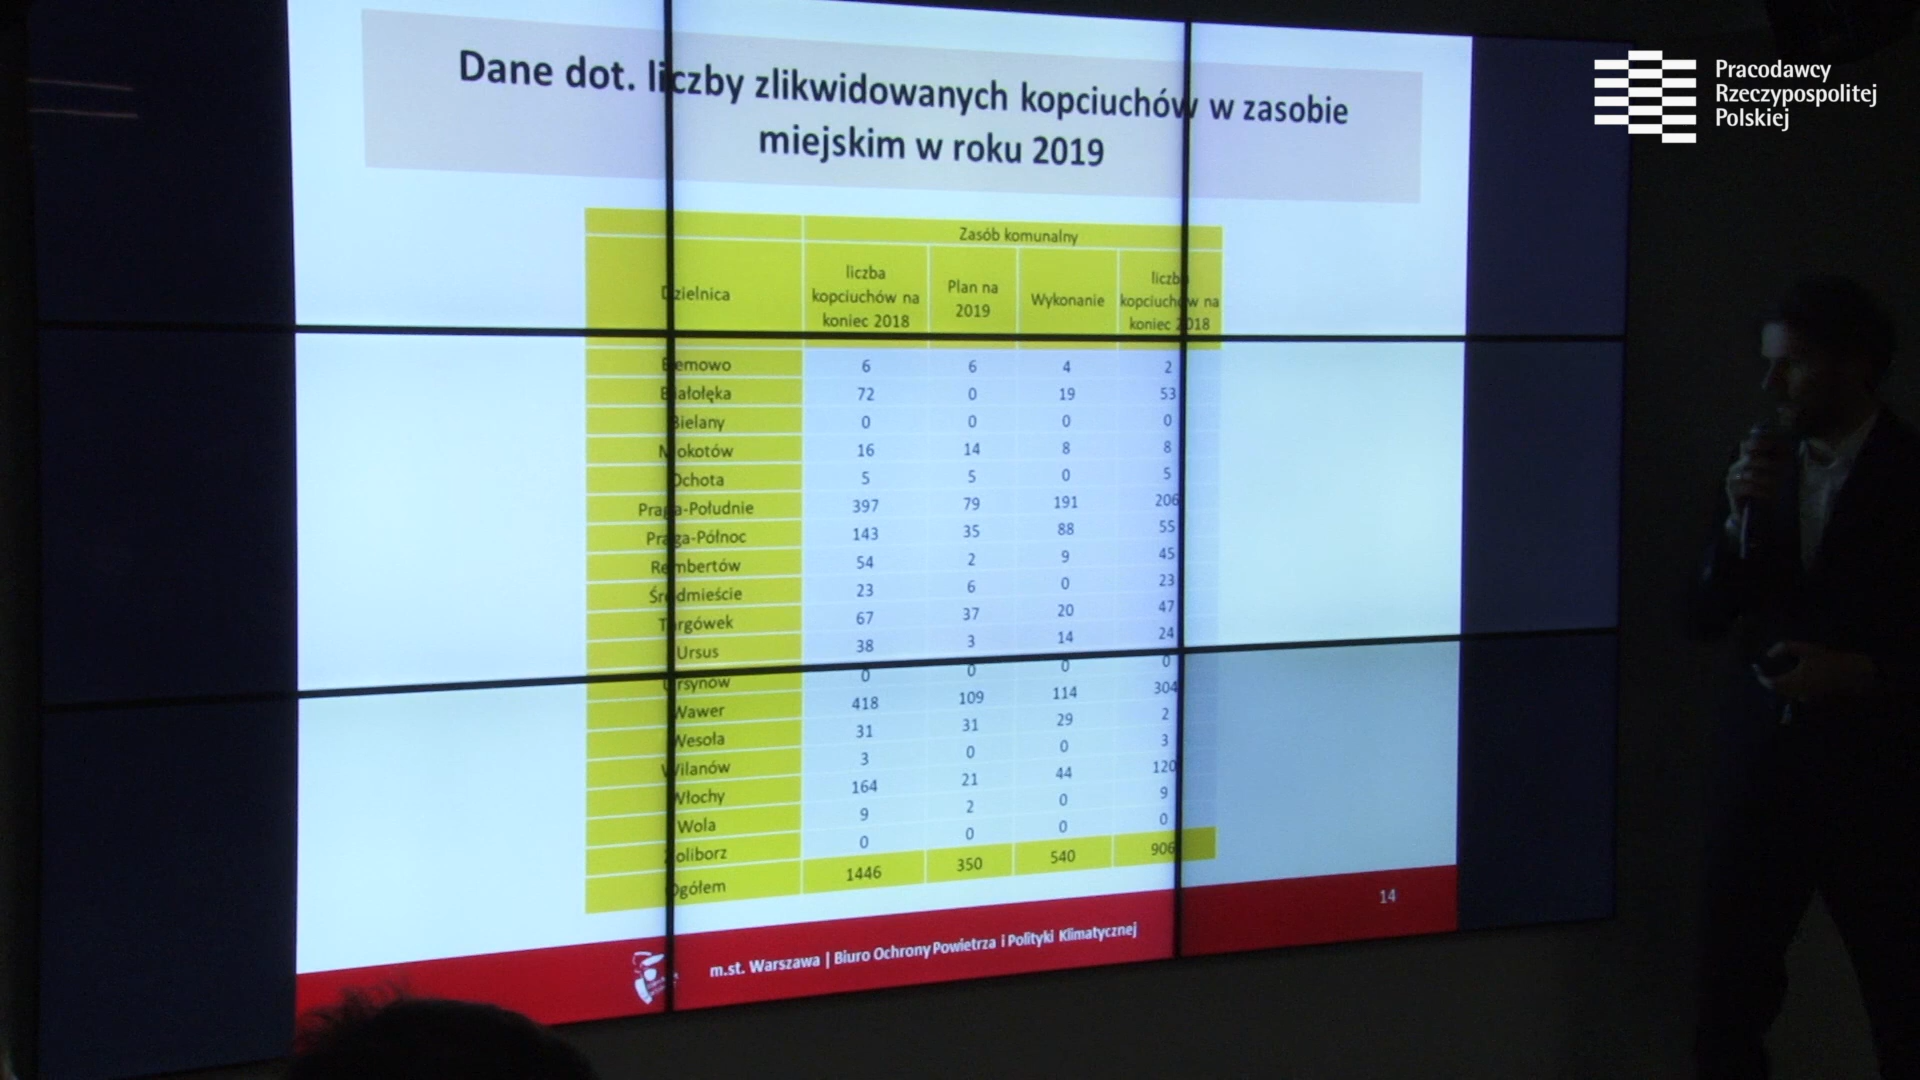 Dane dot. liczby zlikwidowanych kopciuchów w zasobie
miejskim w roku 2019
Pracodawcy
Rzeczypospolitej
Polskiej
Zasób komunalny
Dzielnica
liczba
kopciuchów na
koniec 2018
Plan na
2019
Wykonanie
liczba
kopciuchów na
koniec 2018
Bemowo 6 6 4 2
Białołęka 72 0 19 53
Bielany 0 0 0 0
Mokotów 16 14 8 8
Ochota 5 5 0 5
Praga-Południe 397 79 191 206
Praga-Północ 143 35 88 55
Rembertów 54 2 9 45
Śródmieście 23 6 0 23
Targówek 67 37 20 47
Ursus 38 3 14 24
Ursynów 0 0 0 0
Wawer 418 109 114 304
Wesoła 31 31 29 2
Wilanów 3 0 0 3
Włochy 164 21 44 120
Wola 9 2 0 9
Żoliborz 0 0 0 0
Ogółem 1446 350 540 906
m.st. Warszawa | Biuro Ochrony Powietrza i Polityki Klimatycznej
14